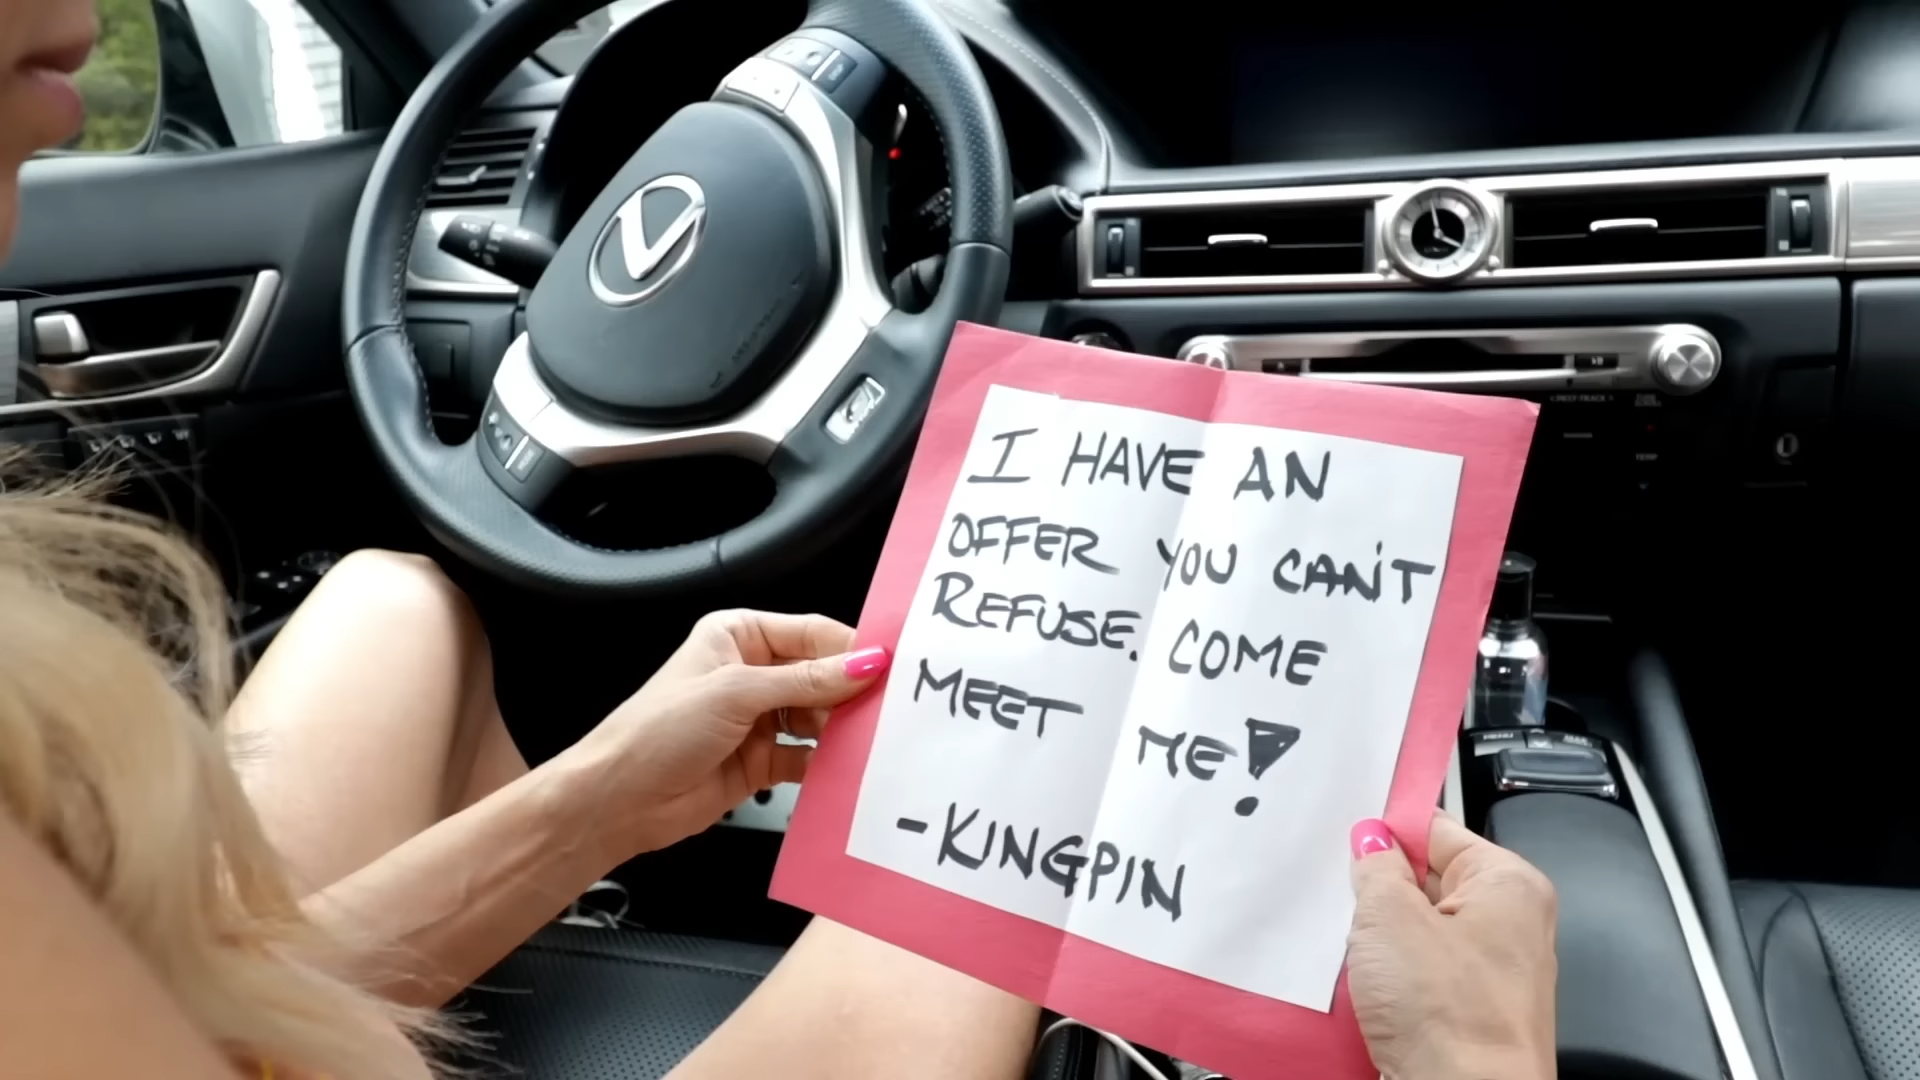 I HAVE AN
OFFER YOU CAN'T
REFUSE. COME
MEET ME!
-KINGPIN